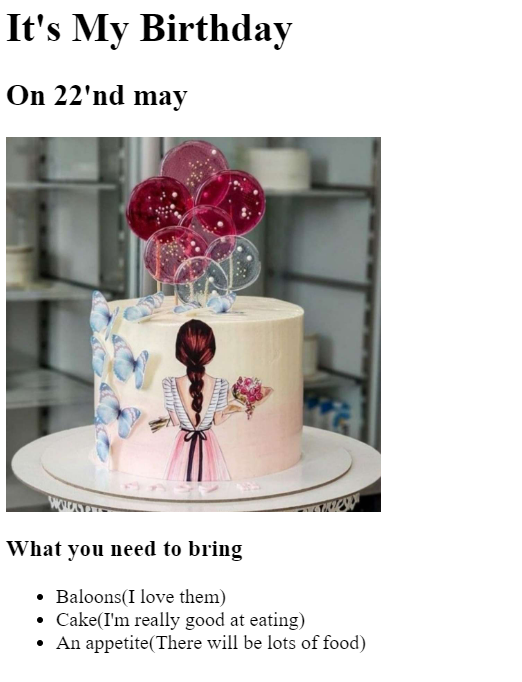 It's My Birthday
On 22'nd may
What you need to bring
Baloons(I love them)
Cake(I'm really good at eating)
An appetite(There will be lots of food)